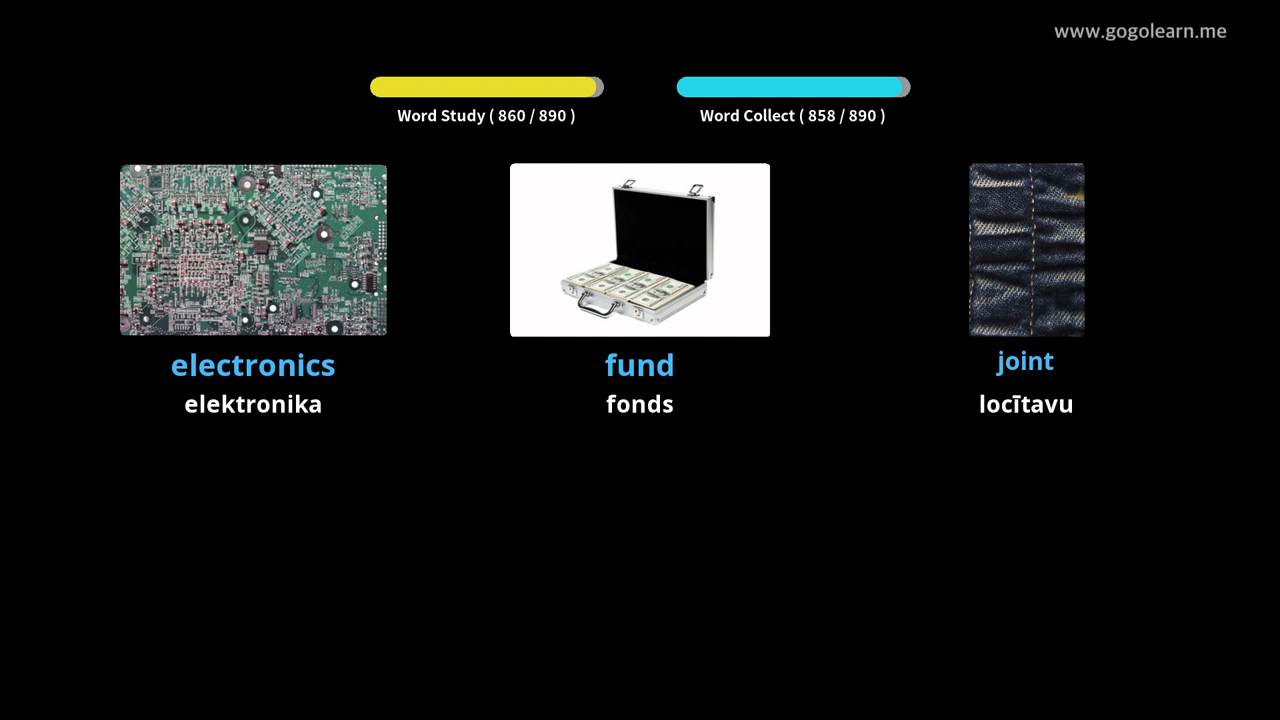 www.gogolearn.me
Word Study ( 860 / 890 )
Word Collect ( 858 / 890 )
electronics
elektronika
fund
fonds
joint
locītavu